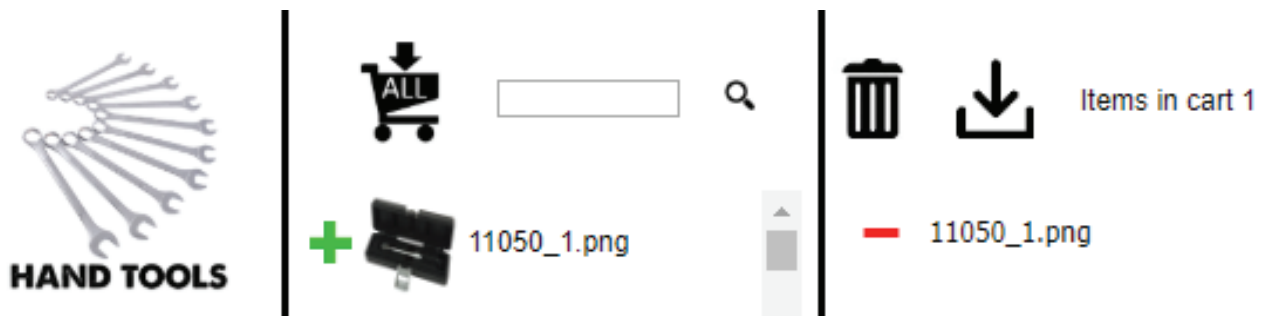 HAND TOOLS
ALL
11050_1.png
Items in cart 1
11050_1.png